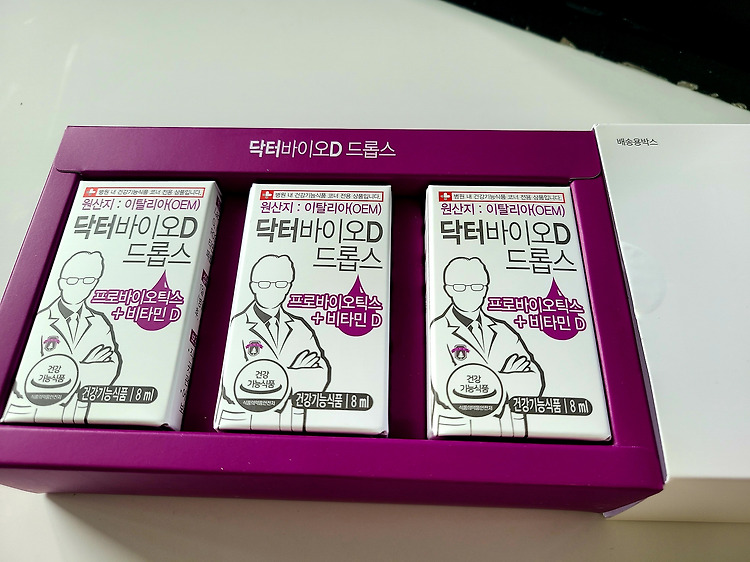 닥터바이오D 드롭스
배송용박스
병원 내 건강기능식품 코너 전용 상품입니다.
원산지 : 이탈리아(OEM)
닥터바이오D
드롭스
프로바이오틱스
+ 비타민 D
건강
기능식품
식품의약품안전처
건강기능식품 | 8 ml
병원 내 건강기능식품 코너 전용 상품입니다.
원산지 : 이탈리아(OEM)
닥터바이오D
드롭스
프로바이오틱스
+ 비타민 D
건강
기능식품
식품의약품안전처
건강기능식품 | 8 ml
병원 내 건강기능식품 코너 전용 상품입니다.
원산지 : 이탈리아(OEM)
닥터바이오D
드롭스
프로바이오틱스
+ 비타민 D
건강
기능식품
식품의약품안전처
건강기능식품 | 8 ml